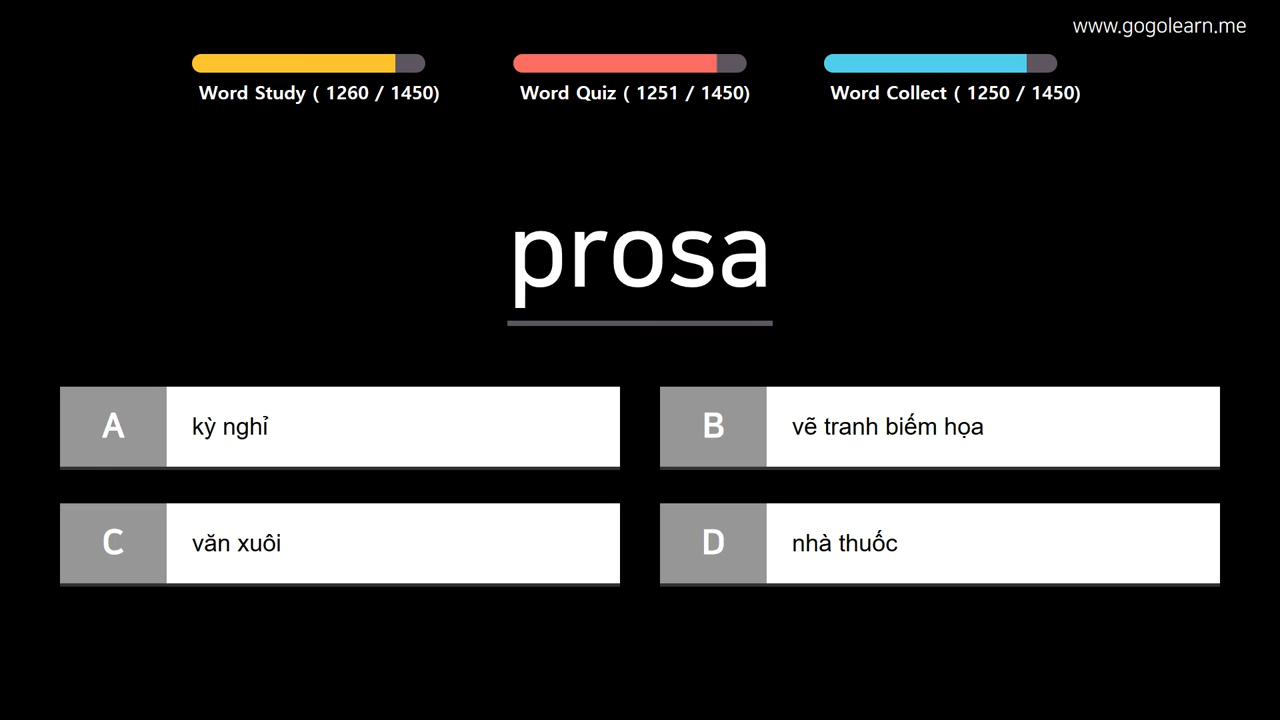 www.gogolearn.me
Word Study ( 1260 / 1450)
Word Quiz ( 1251 / 1450)
Word Collect ( 1250 / 1450)
prosa
A kỳ nghỉ
B vẽ tranh biếm họa
C văn xuôi
D nhà thuốc